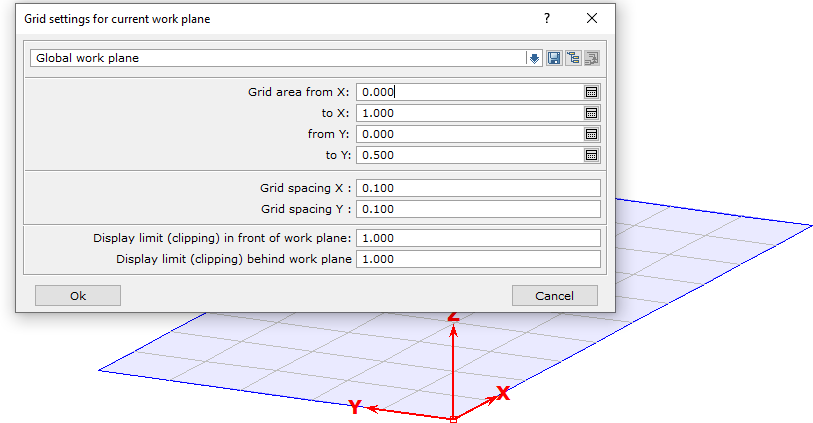 Grid settings for current work plane ?
Global work plane
Grid area from X: 0.000
to X: 1.000
from Y: 0.000
to Y: 0.500
Grid spacing X : 0.100
Grid spacing Y : 0.100
Display limit (clipping) in front of work plane: 1.000
Display limit (clipping) behind work plane 1.000
Ok Cancel
Z
X
Y